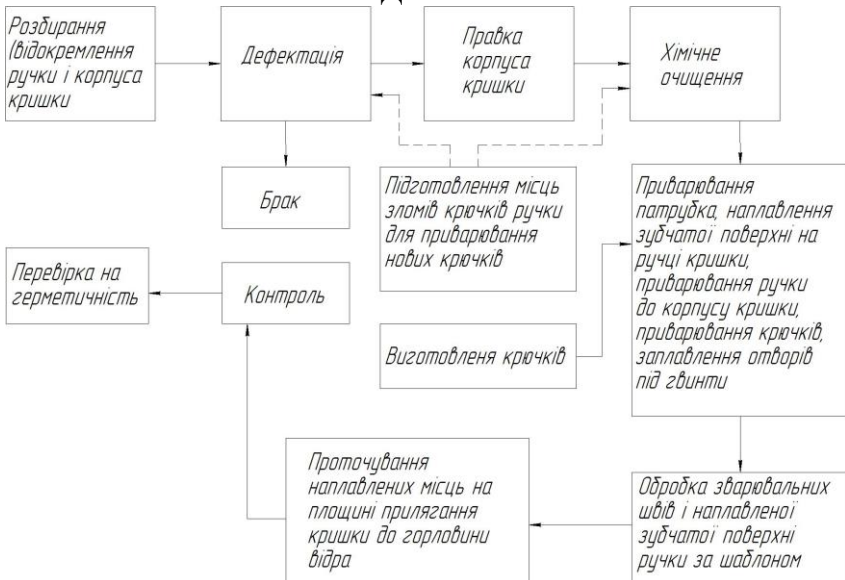 Розбирання
(відокремлення
ручки і корпуса
кришки
Дефектація
Правка
корпуса
кришки
Хімічне
очищення
Брак
Підготовлення місць
зломів крючків ручки
для приварювання
нових крючків
Приварювання
патрубка, наплавлення
зубчатої поверхні на
ручці кришки,
приварювання ручки
до корпусу кришки,
приварювання крючків,
заплавлення отворів
під гвинти
Перевірка на
герметичність
Контроль
Виготовленя крючків
Проточування
наплавлених місць на
площині прилягання
кришки до горловини
відра
Обробка зварювальних
швів і наплавленої
зубчатої поверхні
ручки за шаблоном